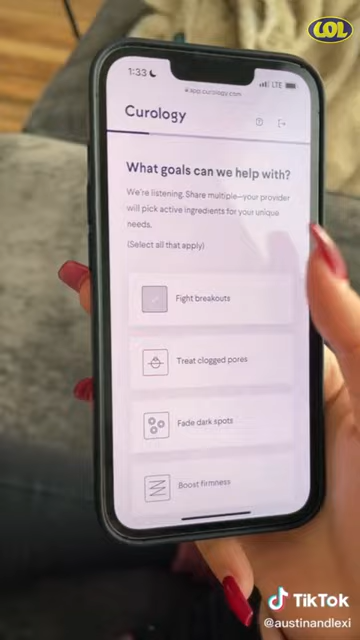 LOL
1:33
LTE
app.curology.com
Curology
What goals can we help with?
We're listening. Share multiple—your provider
will pick active ingredients for your unique
needs.
(Select all that apply)
Fight breakouts
Treat clogged pores
Fade dark spots
Boost firmness
TikTok
@austinandlexi